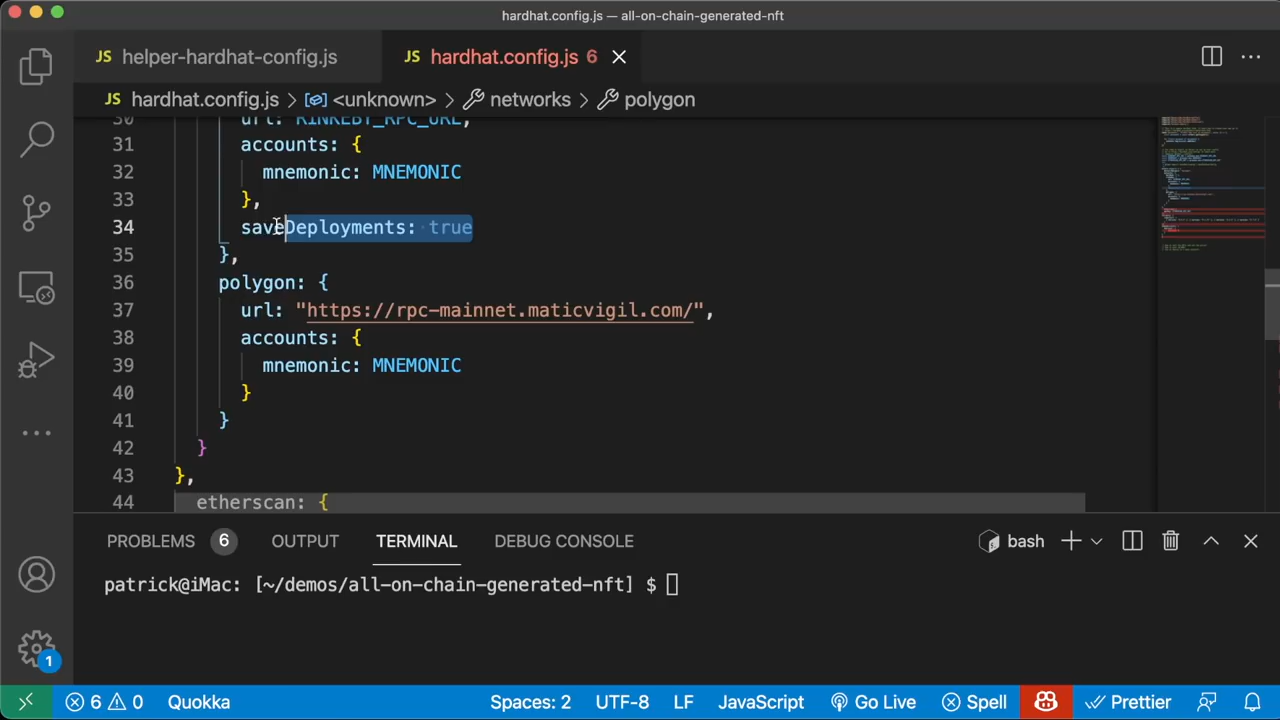 hardhat.config.js — all-on-chain-generated-nft
JS helper-hardhat-config.js JS hardhat.config.js 6
JS hardhat.config.js > <unknown> > networks > polygon
30 url: RINKEBY_RPC_URL,
31 accounts: {
32 mnemonic: MNEMONIC
33 },
34 saveDeployments: true
35 },
36 polygon: {
37 url: "https://rpc-mainnet.maticvigil.com/",
38 accounts: {
39 mnemonic: MNEMONIC
40 }
41 }
42 }
43 },
44 etherscan: {
PROBLEMS 6 OUTPUT TERMINAL DEBUG CONSOLE bash
patrick@iMac: [~/demos/all-on-chain-generated-nft] $
1
6 0 Quokka Spaces: 2 UTF-8 LF JavaScript Go Live Spell Prettier